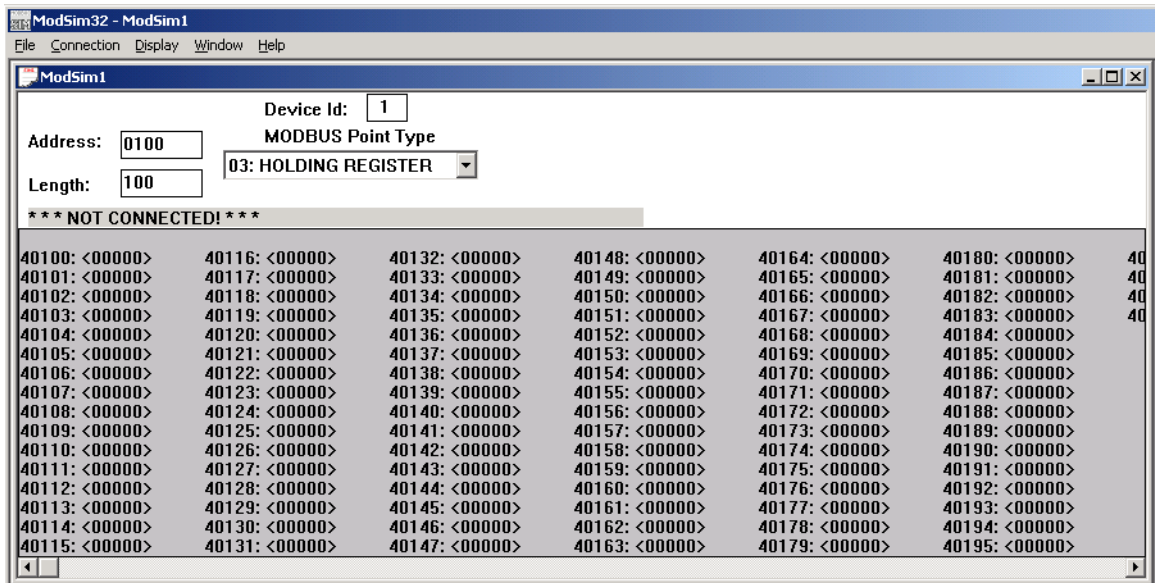 ModSim32 - ModSim1
File Connection Display Window Help
ModSim1
Device Id: 1
Address: 0100
MODBUS Point Type
03: HOLDING REGISTER
Length: 100
* * * NOT CONNECTED! * * *
40100: <00000> 40116: <00000> 40132: <00000> 40148: <00000> 40164: <00000> 40180: <00000> 40
40101: <00000> 40117: <00000> 40133: <00000> 40149: <00000> 40165: <00000> 40181: <00000> 40
40102: <00000> 40118: <00000> 40134: <00000> 40150: <00000> 40166: <00000> 40182: <00000> 40
40103: <00000> 40119: <00000> 40135: <00000> 40151: <00000> 40167: <00000> 40183: <00000> 40
40104: <00000> 40120: <00000> 40136: <00000> 40152: <00000> 40168: <00000> 40184: <00000>
40105: <00000> 40121: <00000> 40137: <00000> 40153: <00000> 40169: <00000> 40185: <00000>
40106: <00000> 40122: <00000> 40138: <00000> 40154: <00000> 40170: <00000> 40186: <00000>
40107: <00000> 40123: <00000> 40139: <00000> 40155: <00000> 40171: <00000> 40187: <00000>
40108: <00000> 40124: <00000> 40140: <00000> 40156: <00000> 40172: <00000> 40188: <00000>
40109: <00000> 40125: <00000> 40141: <00000> 40157: <00000> 40173: <00000> 40189: <00000>
40110: <00000> 40126: <00000> 40142: <00000> 40158: <00000> 40174: <00000> 40190: <00000>
40111: <00000> 40127: <00000> 40143: <00000> 40159: <00000> 40175: <00000> 40191: <00000>
40112: <00000> 40128: <00000> 40144: <00000> 40160: <00000> 40176: <00000> 40192: <00000>
40113: <00000> 40129: <00000> 40145: <00000> 40161: <00000> 40177: <00000> 40193: <00000>
40114: <00000> 40130: <00000> 40146: <00000> 40162: <00000> 40178: <00000> 40194: <00000>
40115: <00000> 40131: <00000> 40147: <00000> 40163: <00000> 40179: <00000> 40195: <00000>